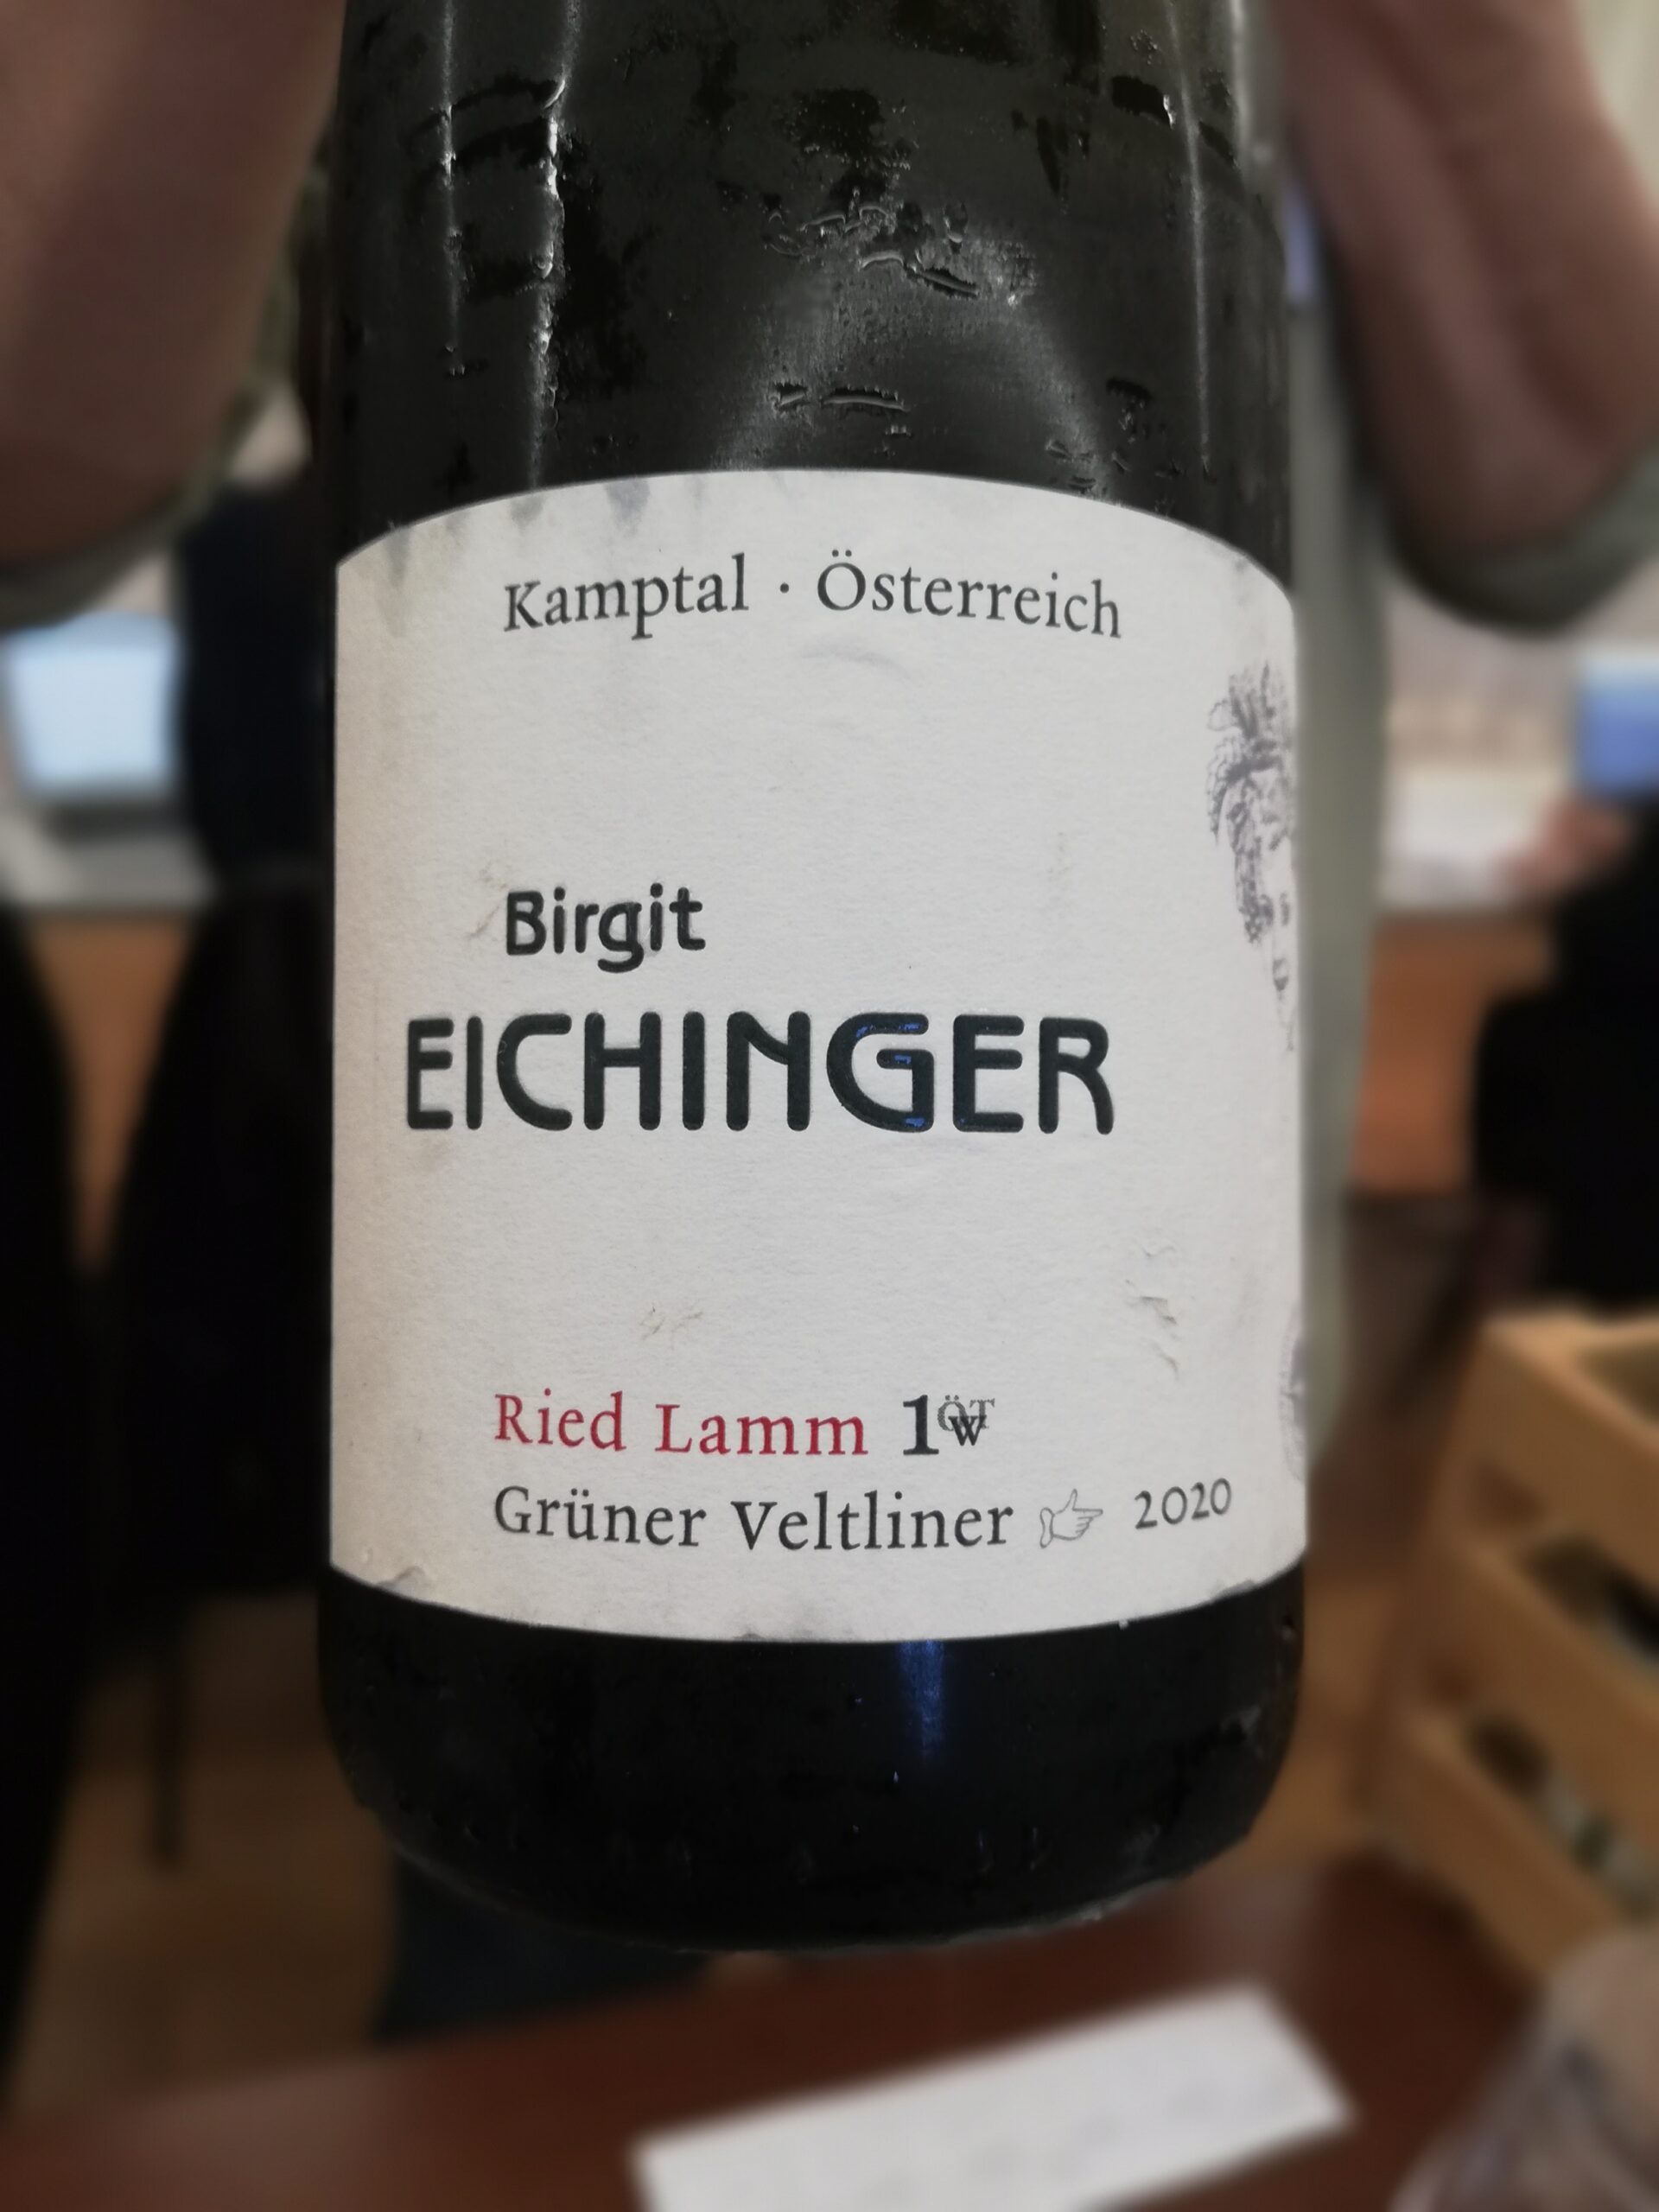 Kamptal · Österreich
Birgit
EICHINGER
Ried Lamm 1ÖTW
Grüner Veltliner 2020